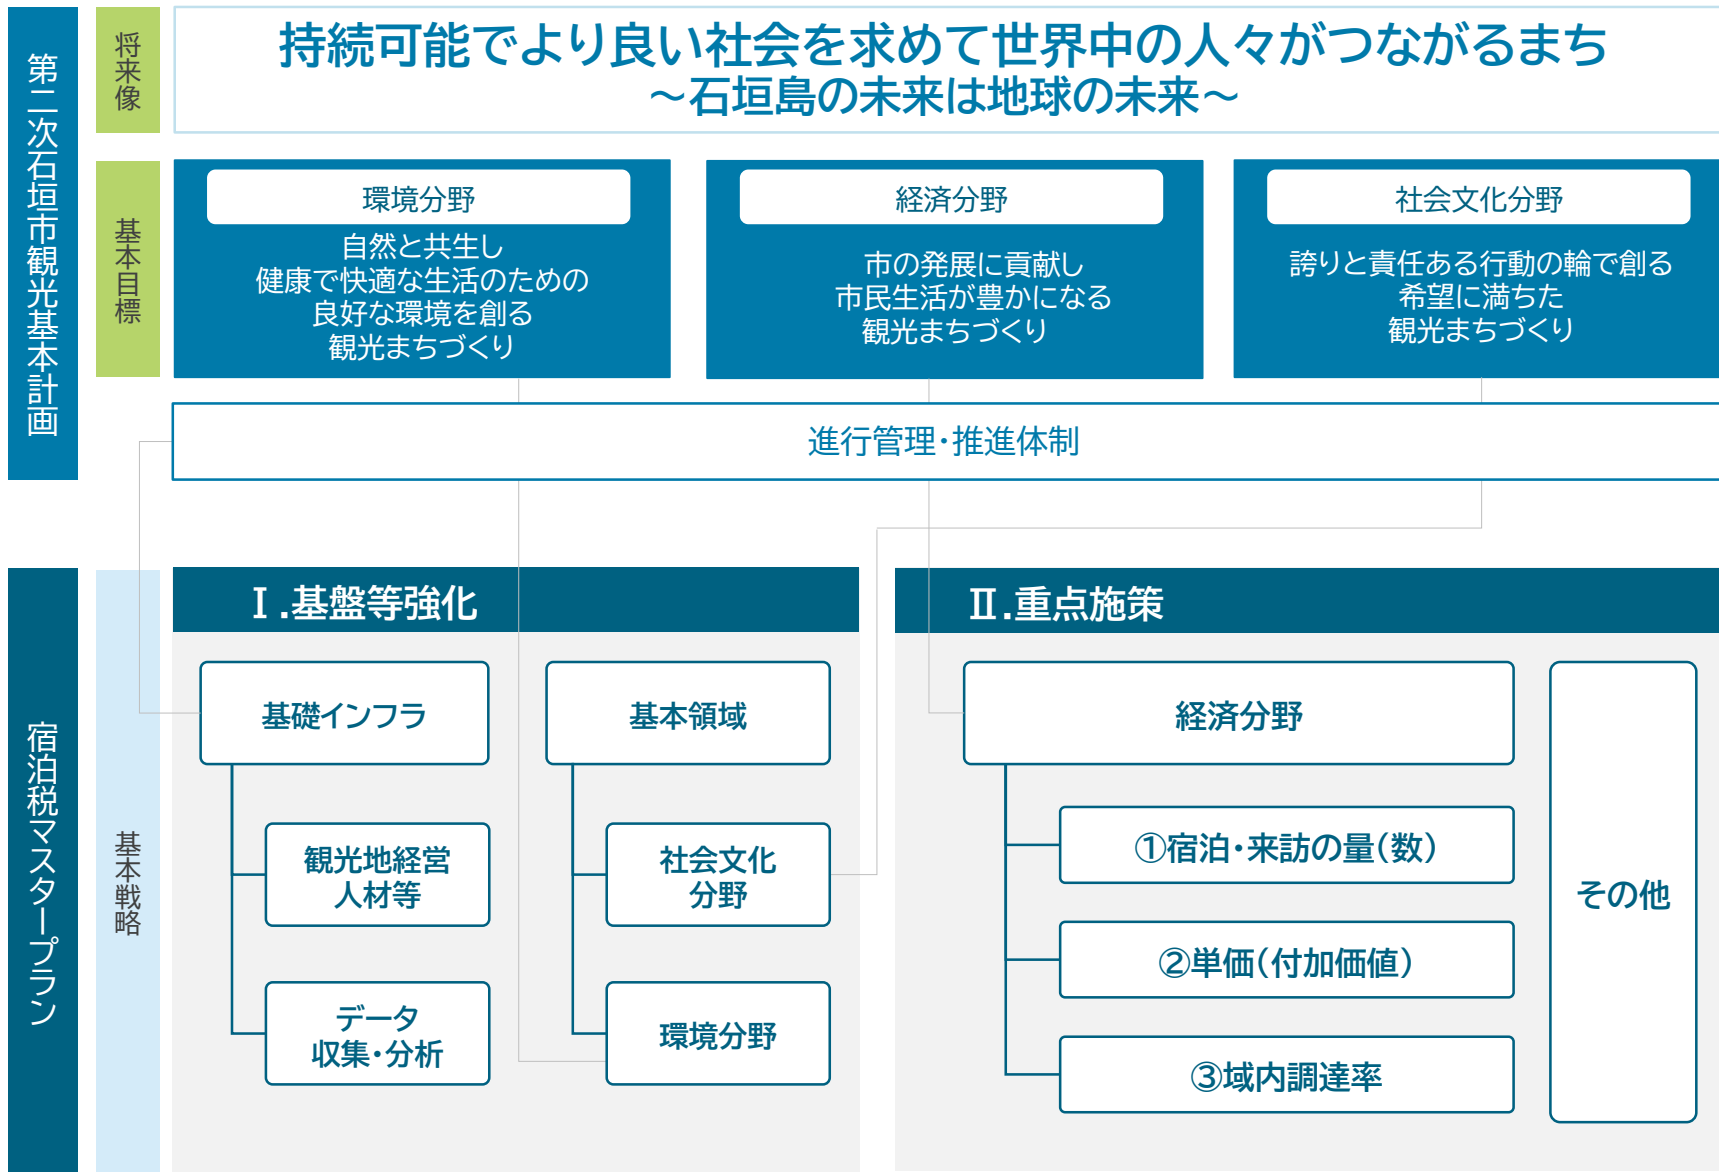 第二次石垣市観光基本計画
将来像
持続可能でより良い社会を求めて世界中の人々がつながるまち
～石垣島の未来は地球の未来～
基本目標
環境分野
自然と共生し
健康で快適な生活のための
良好な環境を創る
観光まちづくり
経済分野
市の発展に貢献し
市民生活が豊かになる
観光まちづくり
社会文化分野
誇りと責任ある行動の輪で創る
希望に満ちた
観光まちづくり
進行管理・推進体制
宿泊税マスタープラン
基本戦略
Ⅰ.基盤等強化
基礎インフラ
観光地経営
人材等
データ
収集・分析
基本領域
社会文化
分野
環境分野
Ⅱ.重点施策
経済分野
①宿泊・来訪の量（数）
②単価（付加価値）
③域内調達率
その他